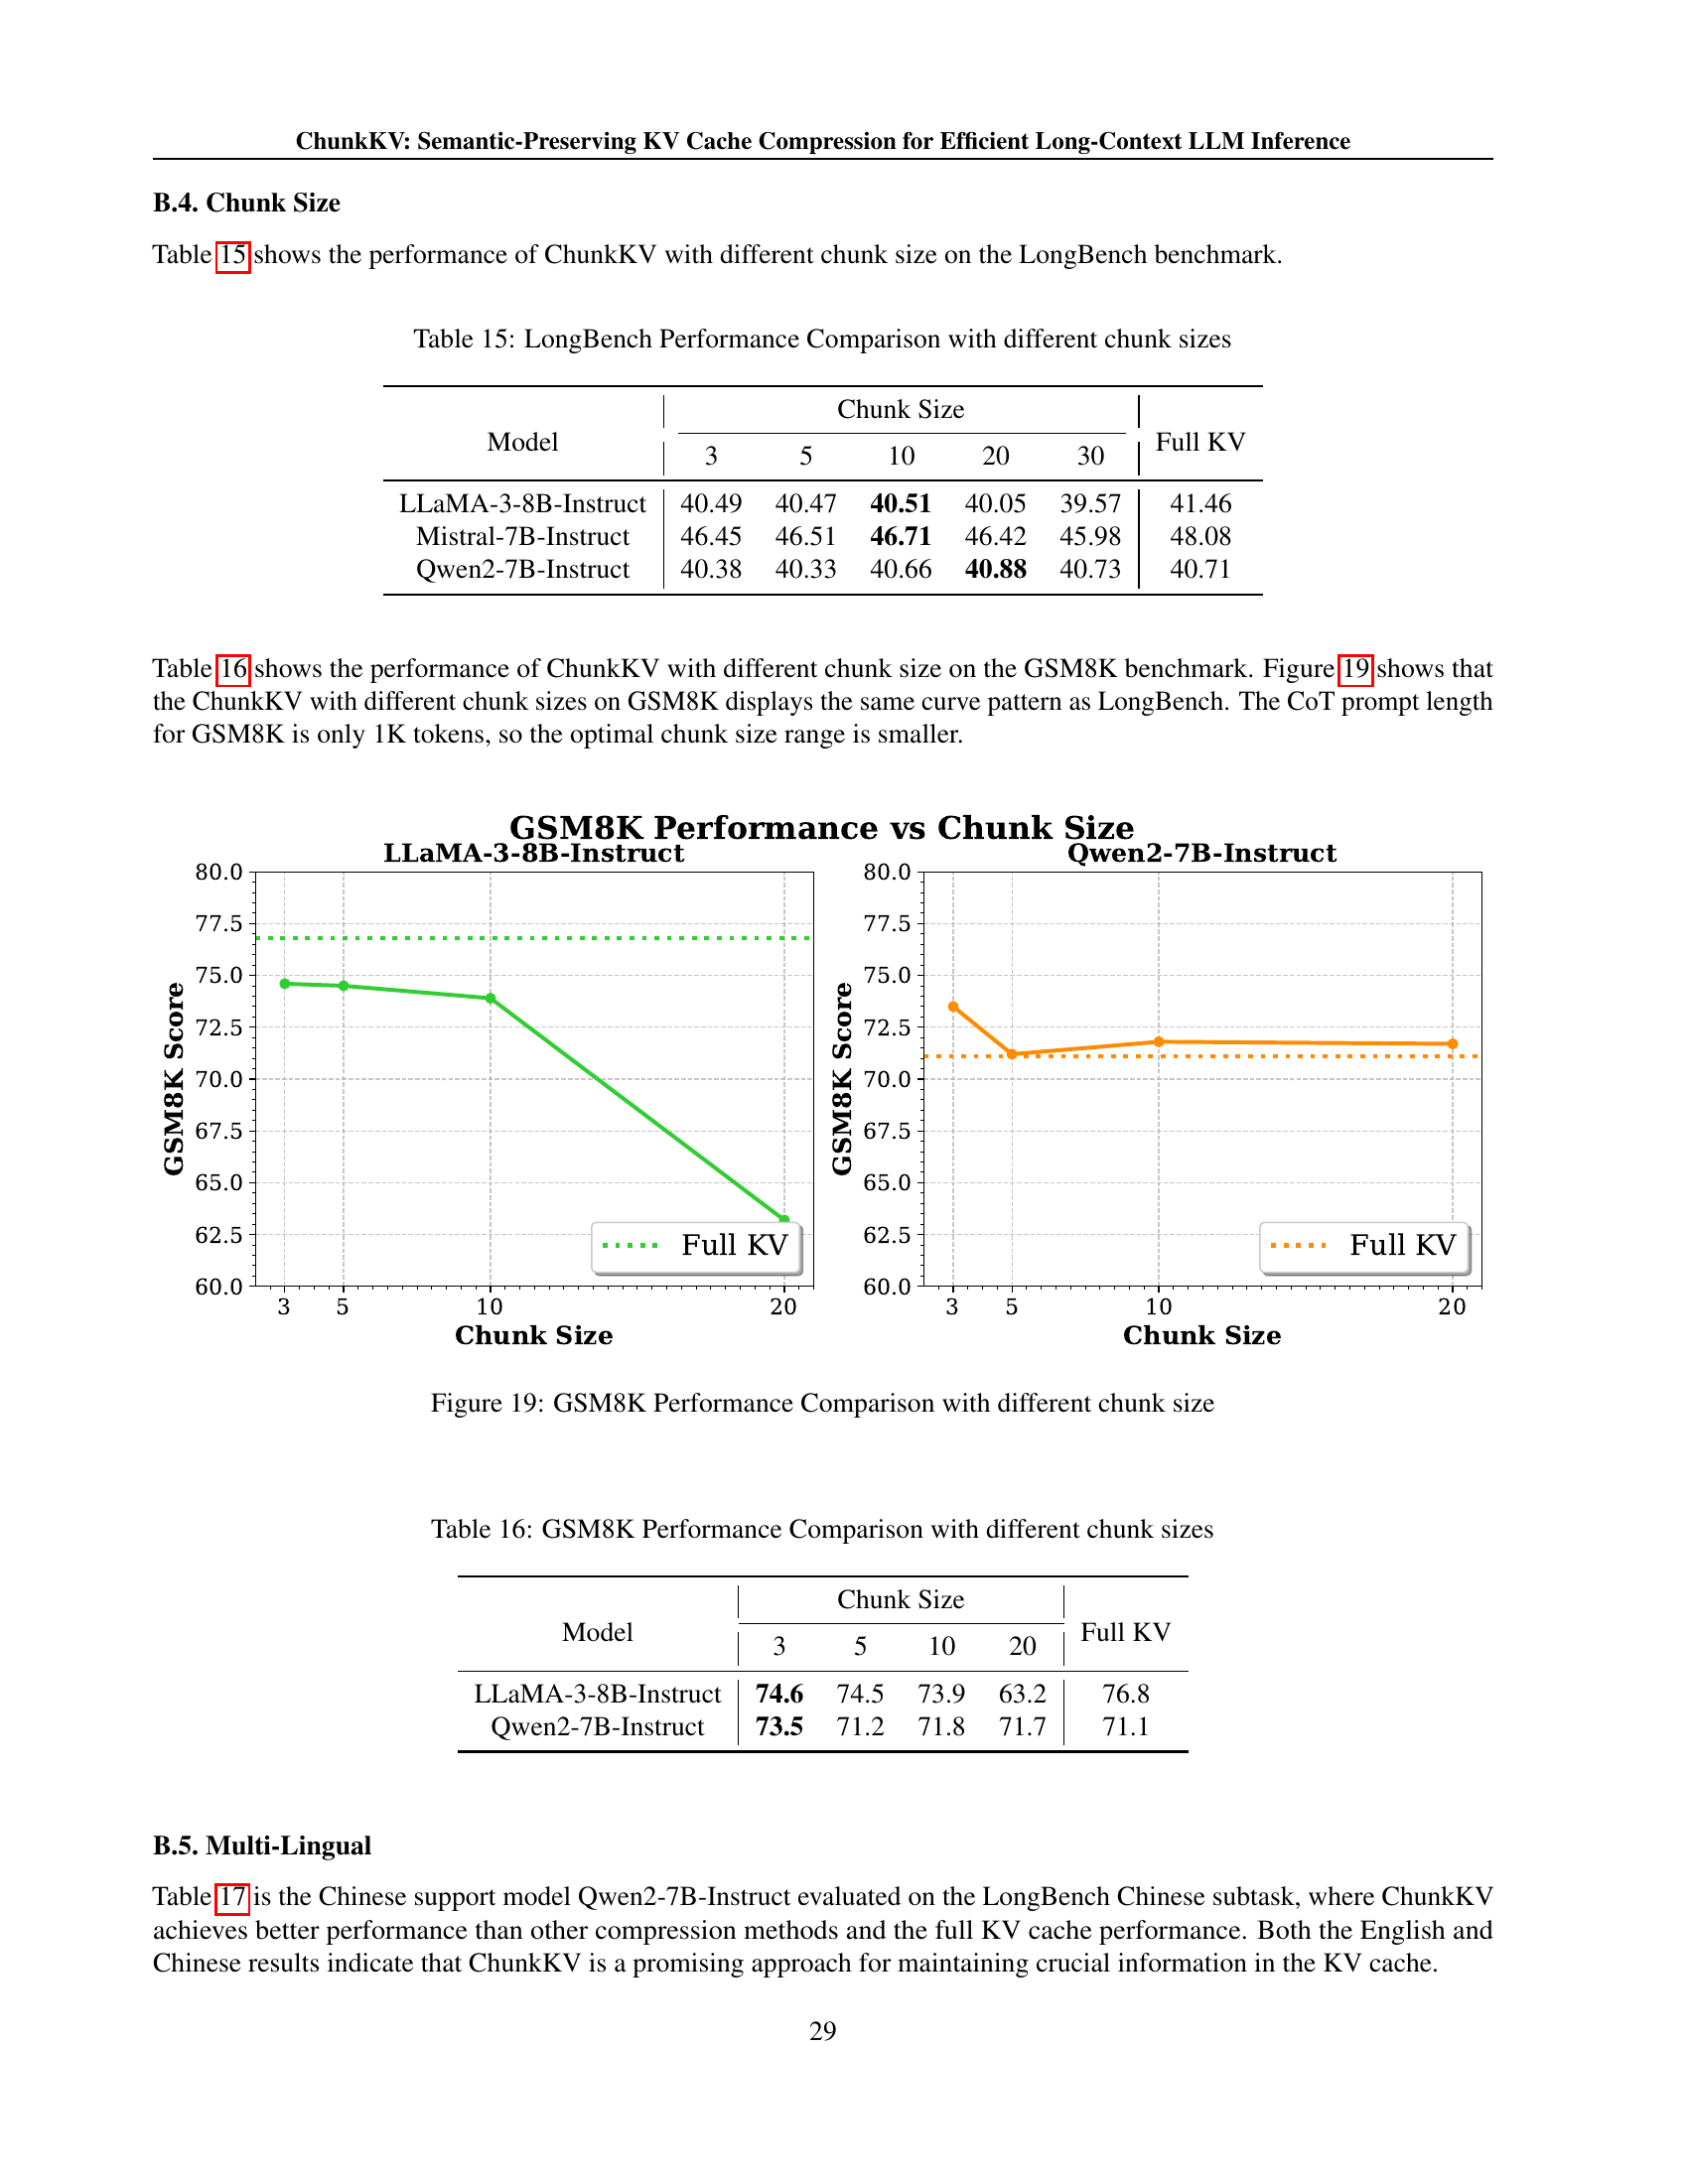 ChunkKV: Semantic-Preserving KV Cache Compression for Efficient Long-Context LLM Inference
B.4. Chunk Size
Table 15 shows the performance of ChunkKV with different chunk size on the LongBench benchmark.
Table 15: LongBench Performance Comparison with different chunk sizes
Model Chunk Size Full KV
3 5 10 20 30
LLaMA-3-8B-Instruct 40.49 40.47 40.51 40.05 39.57 41.46
Mistral-7B-Instruct 46.45 46.51 46.71 46.42 45.98 48.08
Qwen2-7B-Instruct 40.38 40.33 40.66 40.88 40.73 40.71
Table 16 shows the performance of ChunkKV with different chunk size on the GSM8K benchmark. Figure 19 shows that
the ChunkKV with different chunk sizes on GSM8K displays the same curve pattern as LongBench. The CoT prompt length
for GSM8K is only 1K tokens, so the optimal chunk size range is smaller.
GSM8K Performance vs Chunk Size
LLaMA-3-8B-Instruct
80.0
77.5
75.0
72.5
70.0
67.5
65.0
62.5
60.0
GSM8K Score
Full KV
3 5 10 20
Chunk Size
Qwen2-7B-Instruct
80.0
77.5
75.0
72.5
70.0
67.5
65.0
62.5
60.0
GSM8K Score
Full KV
3 5 10 20
Chunk Size
Figure 19: GSM8K Performance Comparison with different chunk size
Table 16: GSM8K Performance Comparison with different chunk sizes
Model Chunk Size Full KV
3 5 10 20
LLaMA-3-8B-Instruct 74.6 74.5 73.9 63.2 76.8
Qwen2-7B-Instruct 73.5 71.2 71.8 71.7 71.1
B.5. Multi-Lingual
Table 17 is the Chinese support model Qwen2-7B-Instruct evaluated on the LongBench Chinese subtask, where ChunkKV
achieves better performance than other compression methods and the full KV cache performance. Both the English and
Chinese results indicate that ChunkKV is a promising approach for maintaining crucial information in the KV cache.
29